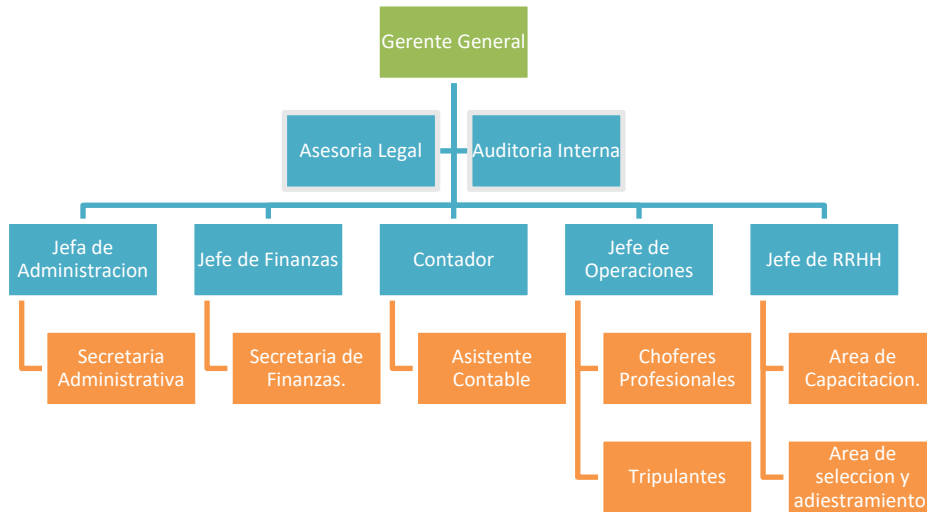 Gerente General
Asesoria Legal
Auditoria Interna
Jefa de
Administracion
Jefe de Finanzas
Contador
Jefe de
Operaciones
Jefe de RRHH
Secretaria
Administrativa
Secretaria de
Finanzas.
Asistente
Contable
Choferes
Profesionales
Area de
Capacitacion.
Tripulantes
Area de
seleccion y
adiestramiento